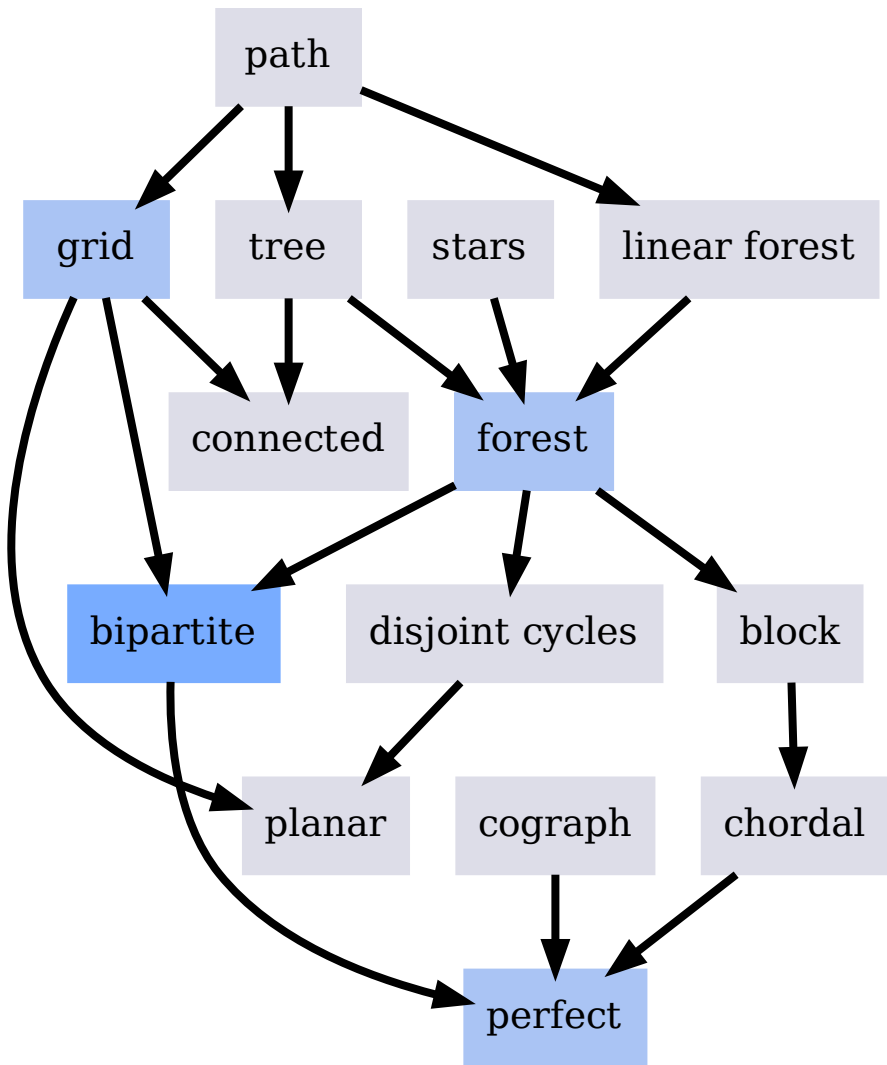 path
grid
tree
stars
linear forest
connected
forest
bipartite
disjoint cycles
block
planar
cograph
chordal
perfect